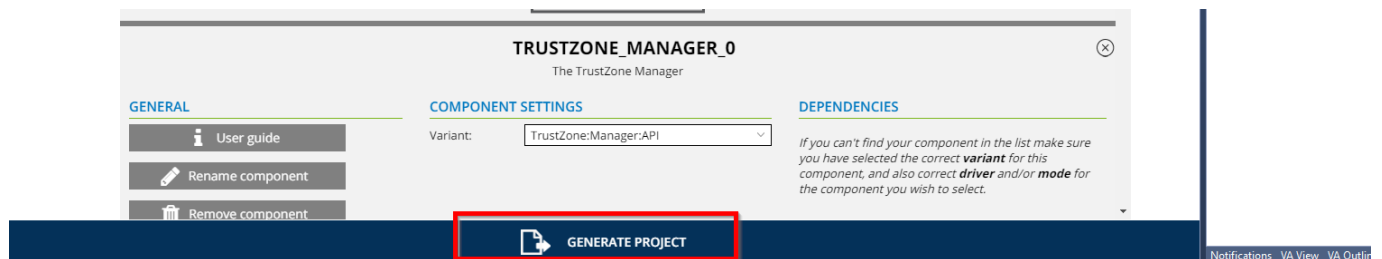 TRUSTZONE_MANAGER_0
The TrustZone Manager
GENERAL
User guide
Rename component
Remove component
COMPONENT SETTINGS
Variant: TrustZone:Manager:API
DEPENDENCIES
If you can't find your component in the list make sure
you have selected the correct variant for this
component, and also correct driver and/or mode for
the component you wish to select.
GENERATE PROJECT
Notifications VA View VA Outlin